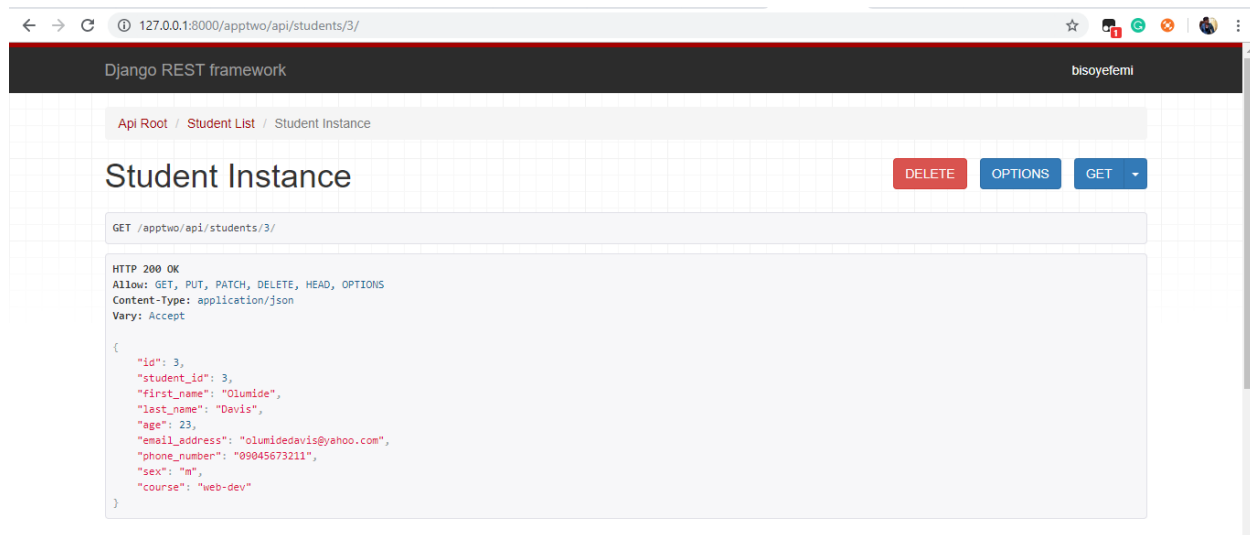 127.0.0.1:8000/apptwo/api/students/3/
1
G
Django REST framework
bisoyefemi
Api Root / Student List / Student Instance
Student Instance
DELETE
OPTIONS
GET
GET /apptwo/api/students/3/
HTTP 200 OK
Allow: GET, PUT, PATCH, DELETE, HEAD, OPTIONS
Content-Type: application/json
Vary: Accept
{
    "id": 3,
    "student_id": 3,
    "first_name": "Olumide",
    "last_name": "Davis",
    "age": 23,
    "email_address": "olumidedavis@yahoo.com",
    "phone_number": "09045673211",
    "sex": "m",
    "course": "web-dev"
}